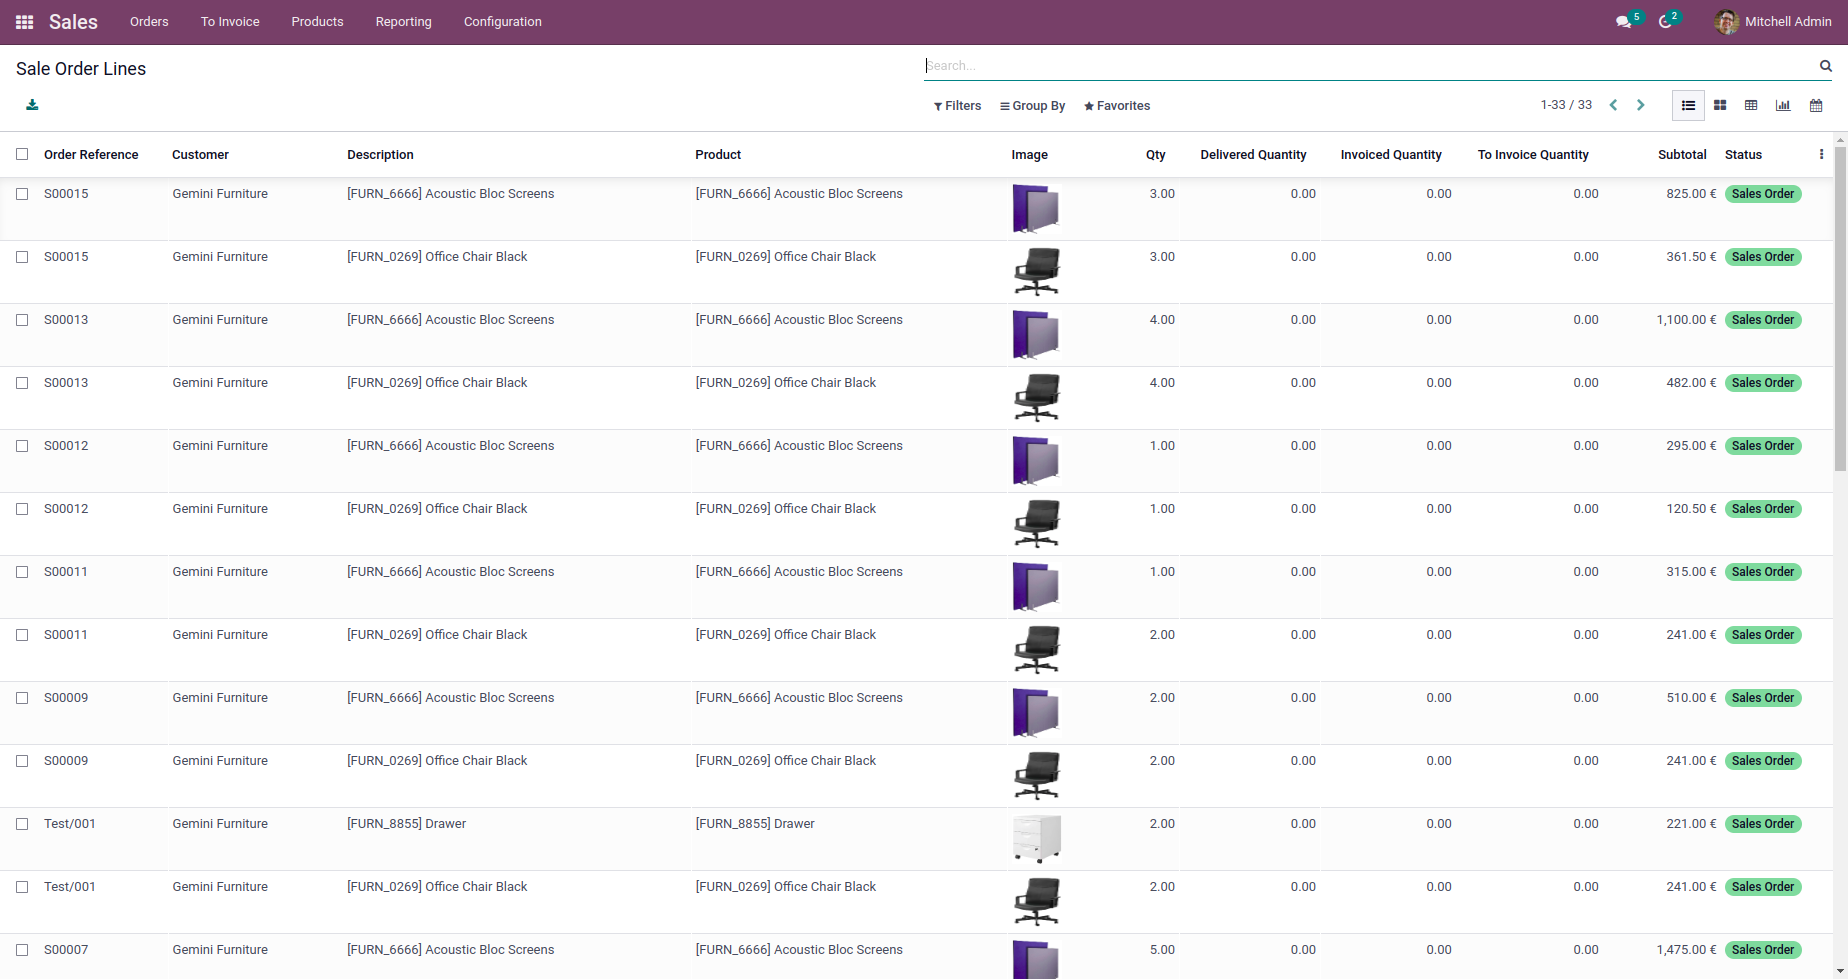 Sales Orders To Invoice Products Reporting Configuration 5 2 Mitchell Admin
Sale Order Lines Search...
Filters Group By Favorites 1-33 / 33
Order Reference Customer Description Product Image Qty Delivered Quantity Invoiced Quantity To Invoice Quantity Subtotal Status
S00015 Gemini Furniture [FURN_6666] Acoustic Bloc Screens [FURN_6666] Acoustic Bloc Screens 3.00 0.00 0.00 0.00 825.00 € Sales Order
S00015 Gemini Furniture [FURN_0269] Office Chair Black [FURN_0269] Office Chair Black 3.00 0.00 0.00 0.00 361.50 € Sales Order
S00013 Gemini Furniture [FURN_6666] Acoustic Bloc Screens [FURN_6666] Acoustic Bloc Screens 4.00 0.00 0.00 0.00 1,100.00 € Sales Order
S00013 Gemini Furniture [FURN_0269] Office Chair Black [FURN_0269] Office Chair Black 4.00 0.00 0.00 0.00 482.00 € Sales Order
S00012 Gemini Furniture [FURN_6666] Acoustic Bloc Screens [FURN_6666] Acoustic Bloc Screens 1.00 0.00 0.00 0.00 295.00 € Sales Order
S00012 Gemini Furniture [FURN_0269] Office Chair Black [FURN_0269] Office Chair Black 1.00 0.00 0.00 0.00 120.50 € Sales Order
S00011 Gemini Furniture [FURN_6666] Acoustic Bloc Screens [FURN_6666] Acoustic Bloc Screens 1.00 0.00 0.00 0.00 315.00 € Sales Order
S00011 Gemini Furniture [FURN_0269] Office Chair Black [FURN_0269] Office Chair Black 2.00 0.00 0.00 0.00 241.00 € Sales Order
S00009 Gemini Furniture [FURN_6666] Acoustic Bloc Screens [FURN_6666] Acoustic Bloc Screens 2.00 0.00 0.00 0.00 510.00 € Sales Order
S00009 Gemini Furniture [FURN_0269] Office Chair Black [FURN_0269] Office Chair Black 2.00 0.00 0.00 0.00 241.00 € Sales Order
Test/001 Gemini Furniture [FURN_8855] Drawer [FURN_8855] Drawer 2.00 0.00 0.00 0.00 221.00 € Sales Order
Test/001 Gemini Furniture [FURN_0269] Office Chair Black [FURN_0269] Office Chair Black 2.00 0.00 0.00 0.00 241.00 € Sales Order
S00007 Gemini Furniture [FURN_6666] Acoustic Bloc Screens [FURN_6666] Acoustic Bloc Screens 5.00 0.00 0.00 0.00 1,475.00 € Sales Order